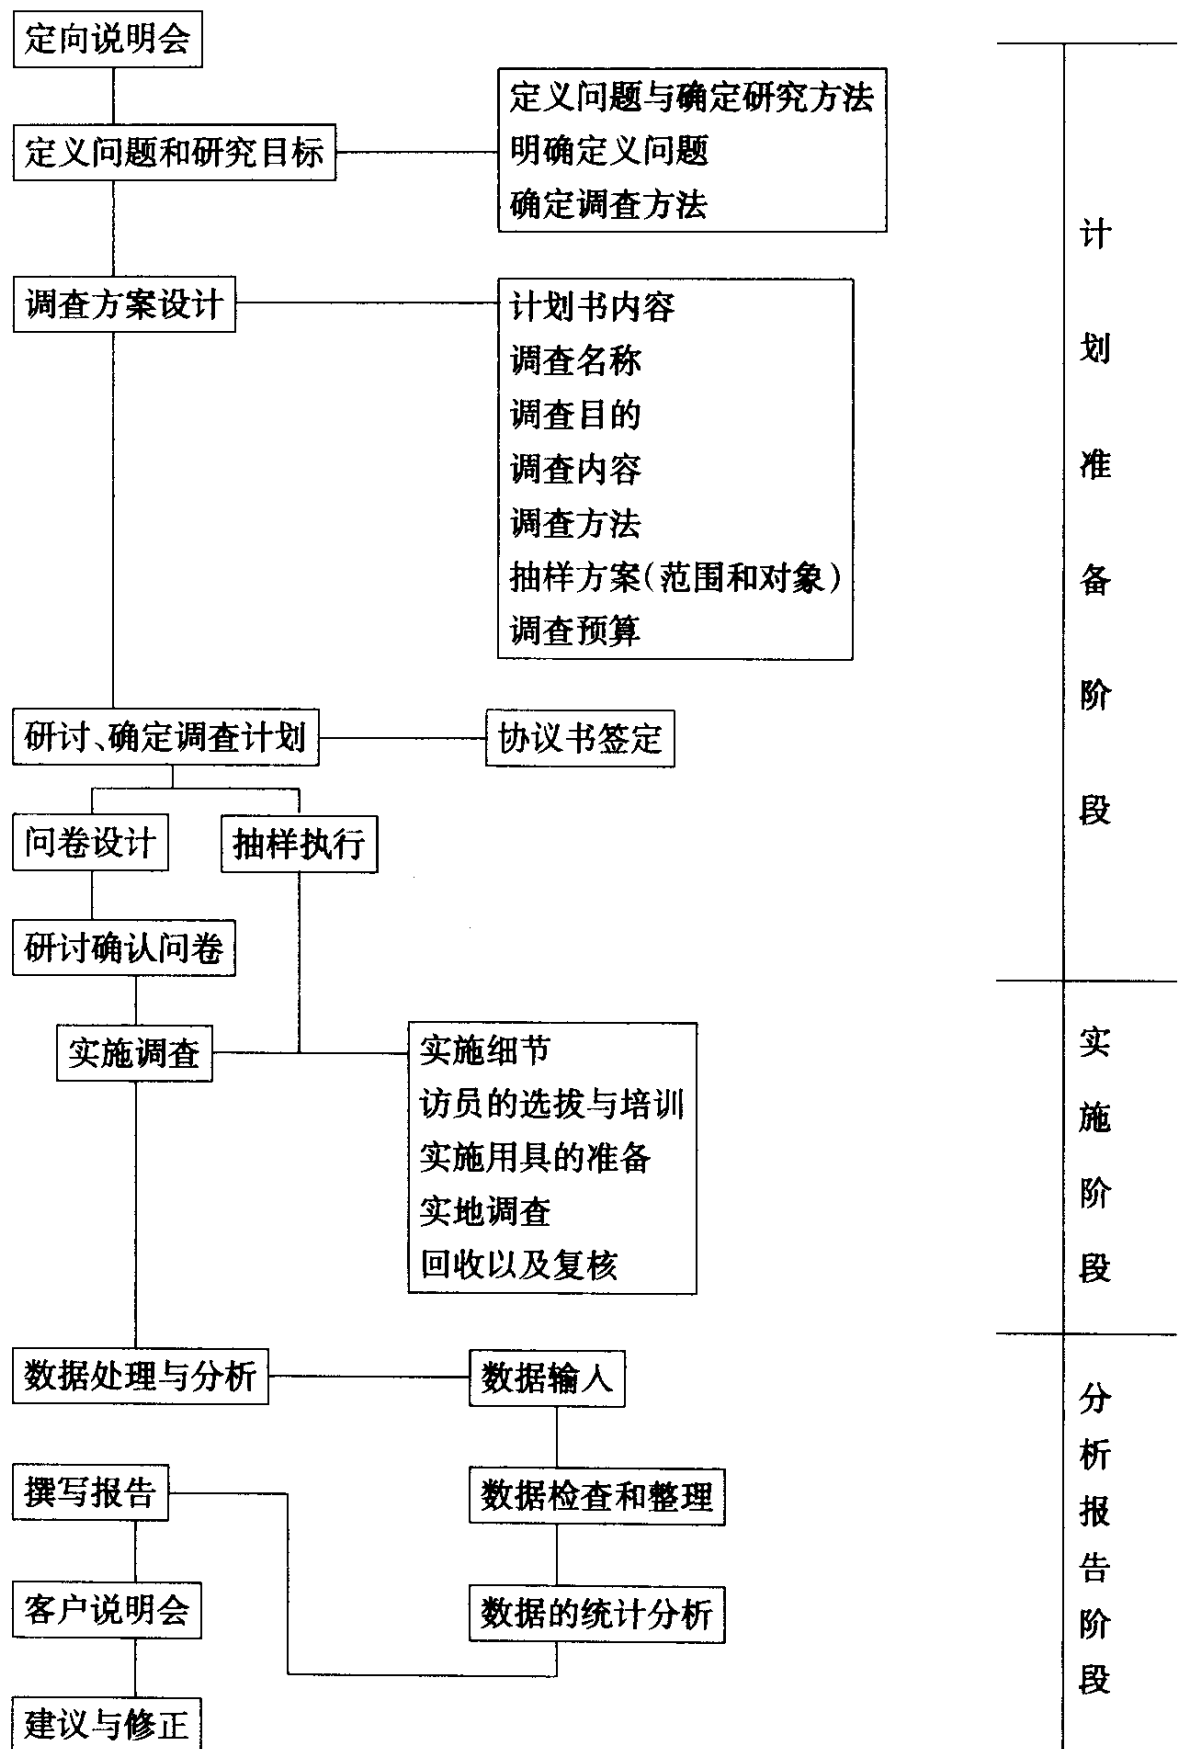 定向说明会
定义问题和研究目标
定义问题与确定研究方法
明确定义问题
确定调查方法
调查方案设计
计划书内容
调查名称
调查目的
调查内容
调查方法
抽样方案(范围和对象)
调查预算
研讨、确定调查计划
协议书签定
问卷设计
抽样执行
研讨确认问卷
实施调查
实施细节
访员的选拔与培训
实施用具的准备
实地调查
回收以及复核
数据处理与分析
数据输入
数据检查和整理
数据的统计分析
撰写报告
客户说明会
建议与修正
计划准备阶段
实施阶段
分析报告阶段